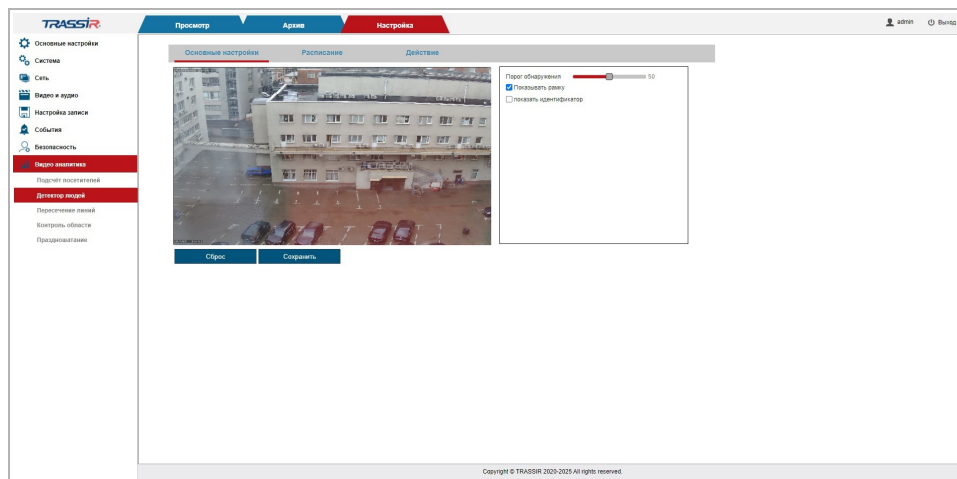 TRASSIR
Просмотр
Архив
Настройка
admin
Выход
Основные настройки
Система
Сеть
Видео и аудио
Настройка записи
События
Безопасность
Видео аналитика
Подсчёт посетителей
Детектор людей
Пересечение линий
Контроль области
Праздношатание
Основные настройки
Расписание
Действие
Порог обнаружения 50
Показывать рамку
показать идентификатор
Сброс
Сохранить
Copyright © TRASSIR 2020-2025 All rights reserved.